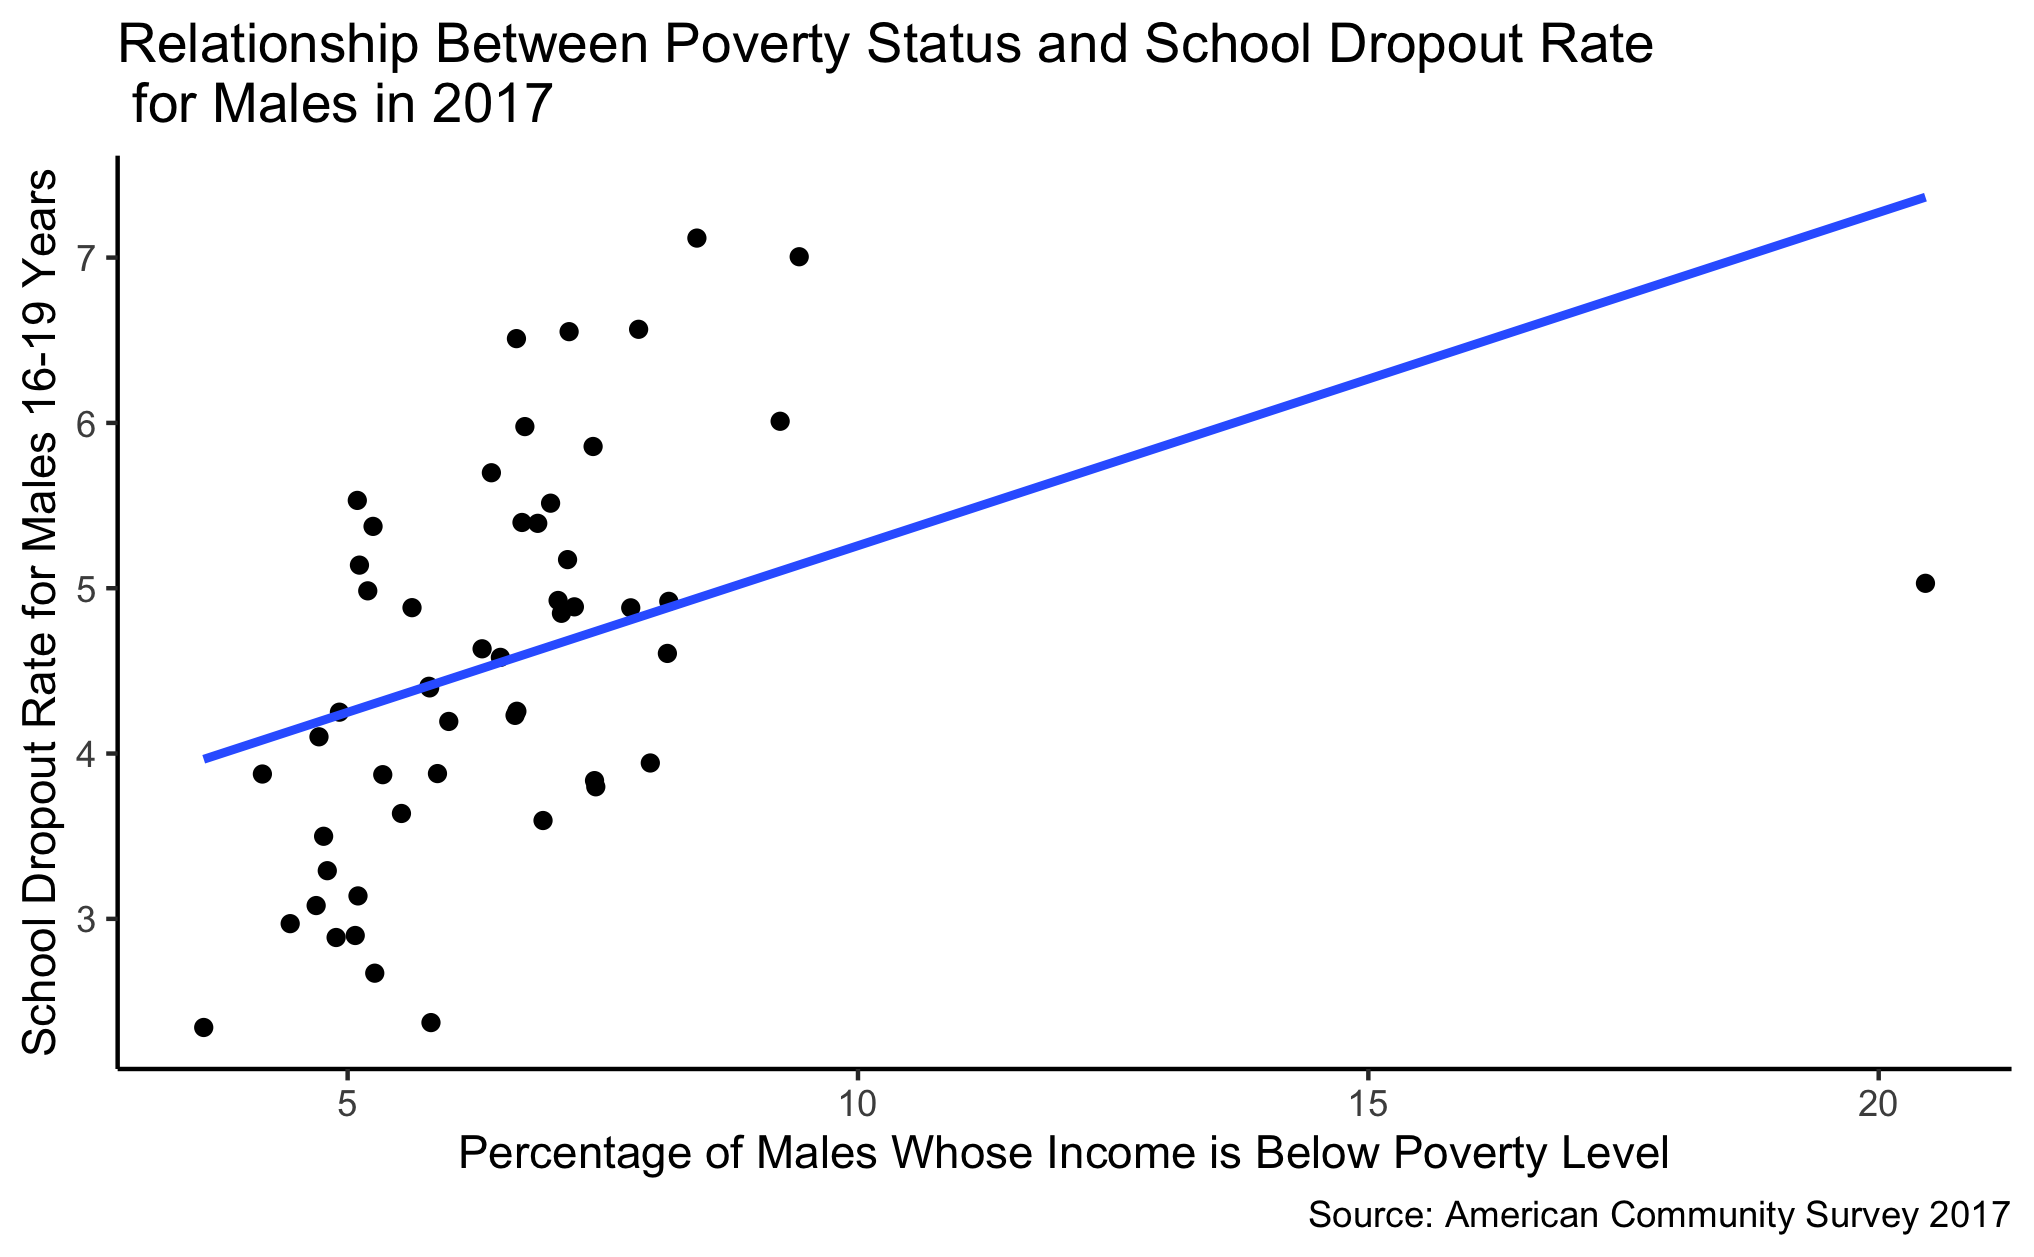 Relationship Between Poverty Status and School Dropout Rate
for Males in 2017
School Dropout Rate for Males 16-19 Years
7
6
5
4
3
5
10
15
20
Percentage of Males Whose Income is Below Poverty Level
Source: American Community Survey 2017